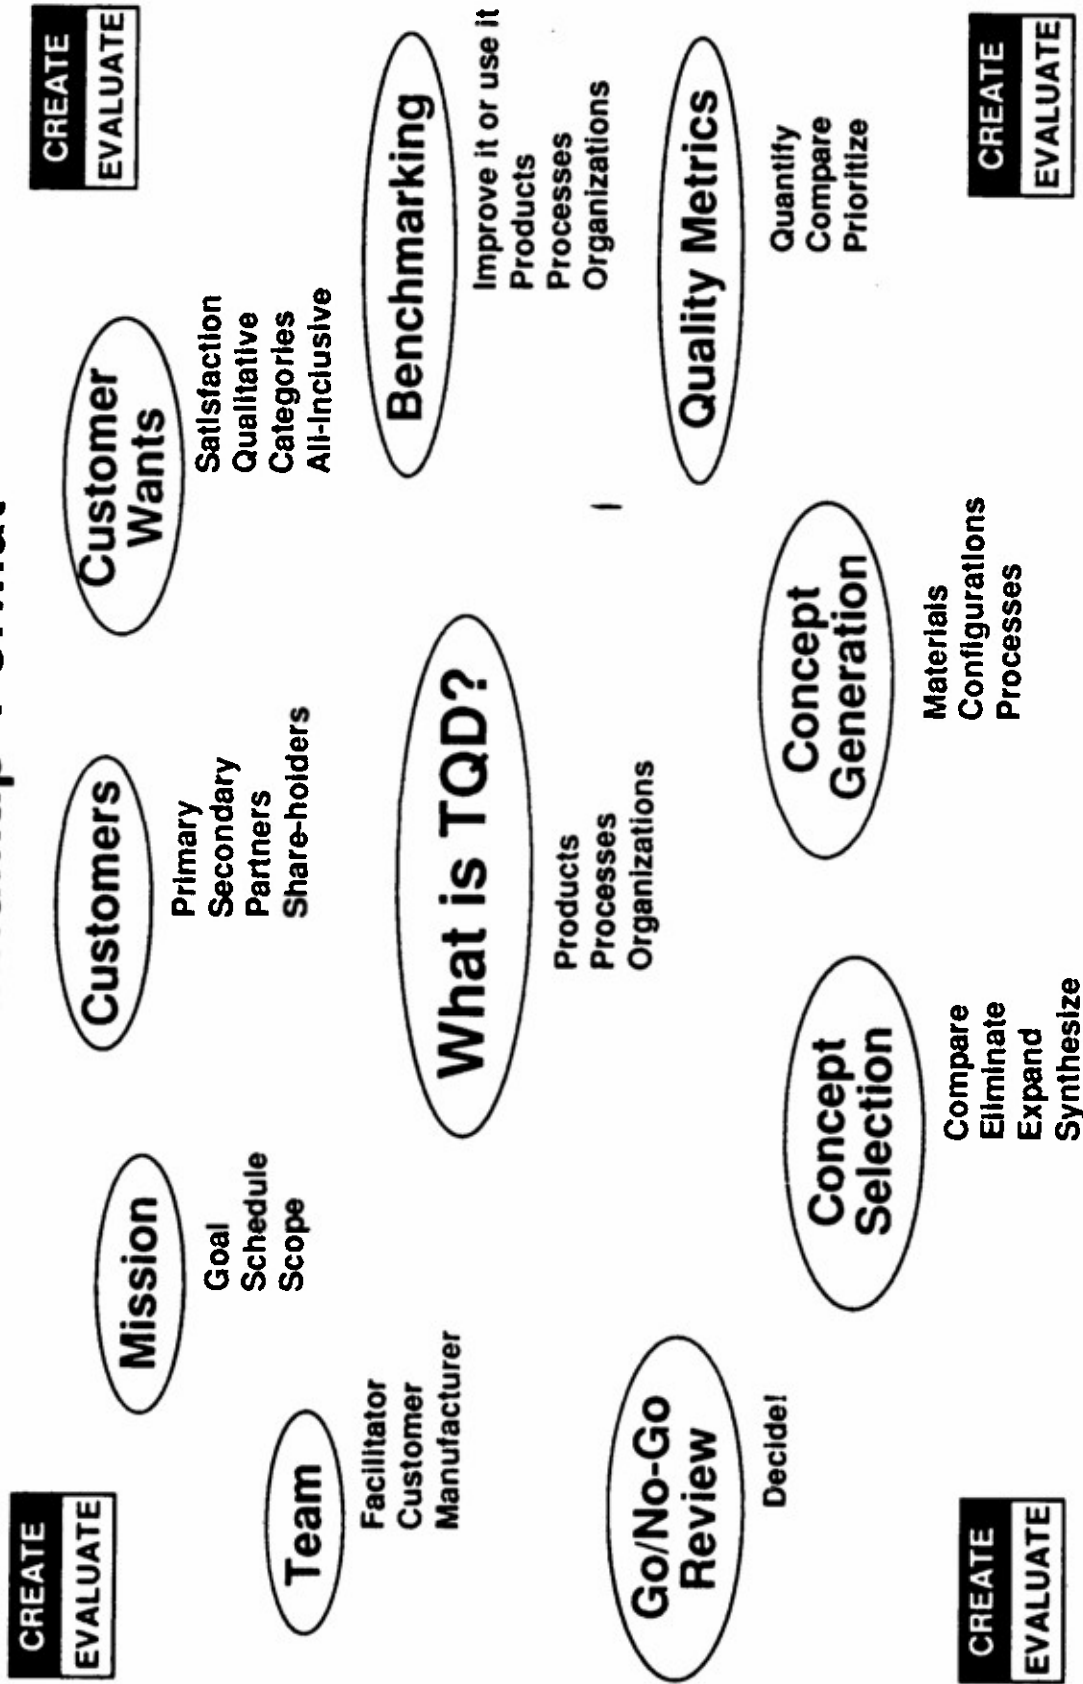 CREATE
EVALUATE
CREATE
EVALUATE
Mission
Goal
Schedule
Scope
Customers
Primary
Secondary
Partners
Share-holders
Customer
Wants
Satisfaction
Qualitative
Categories
All-Inclusive
Team
Facilitator
Customer
Manufacturer
What is TQD?
Products
Processes
Organizations
Benchmarking
Improve it or use it
Products
Processes
Organizations
Go/No-Go
Review
Decide!
Concept
Selection
Compare
Eliminate
Expand
Synthesize
Concept
Generation
Materials
Configurations
Processes
Quality Metrics
Quantify
Compare
Prioritize
CREATE
EVALUATE
CREATE
EVALUATE